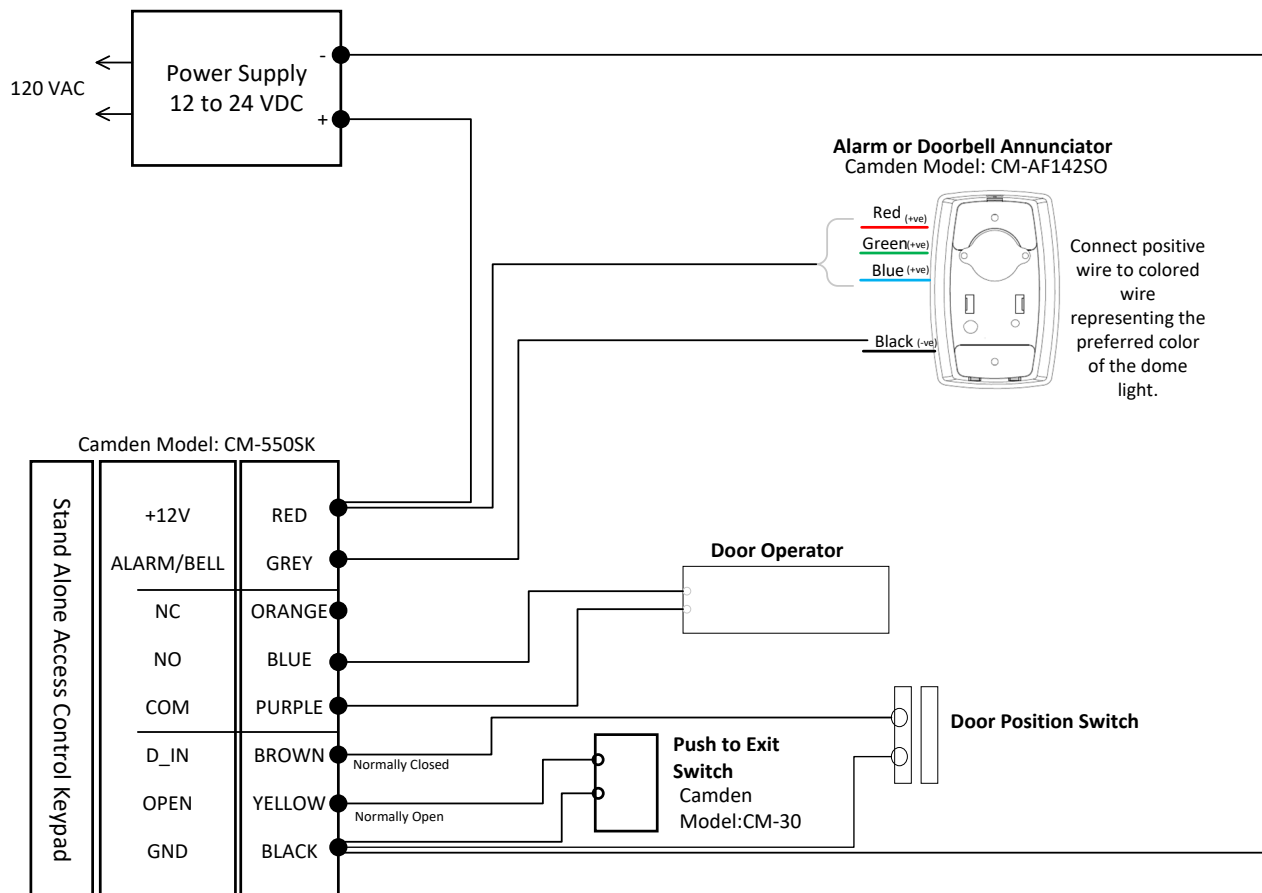 120 VAC
Power Supply
12 to 24 VDC
-
+
Alarm or Doorbell Annunciator
Camden Model: CM-AF142SO
Red (+ve)
Green(+ve)
Blue (+ve)
Black (-ve)
Connect positive
wire to colored
wire
representing the
preferred color
of the dome
light.
Camden Model: CM-550SK
Stand Alone Access Control Keypad
+12V RED
ALARM/BELL GREY
NC ORANGE
NO BLUE
COM PURPLE
D_IN BROWN
OPEN YELLOW
GND BLACK
Normally Closed
Normally Open
Door Operator
Door Position Switch
Push to Exit
Switch
Camden
Model:CM-30